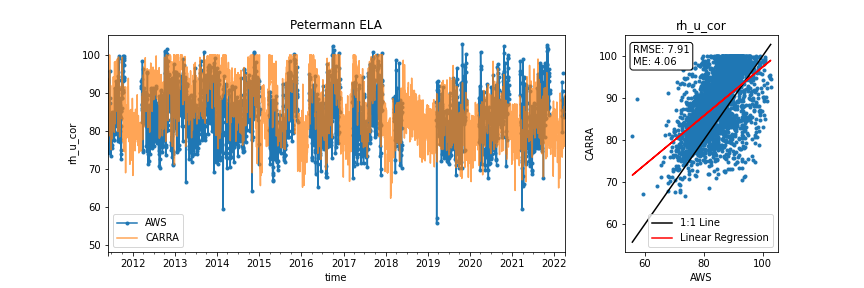 Petermann ELA
rh_u_cor
100
90
80
70
60
50
AWS
CARRA
2012 2013 2014 2015 2016 2017 2018 2019 2020 2021 2022
time
rh_u_cor
RMSE: 7.91
ME: 4.06
CARRA
100
90
80
70
60
1:1 Line
Linear Regression
60 80 100
AWS